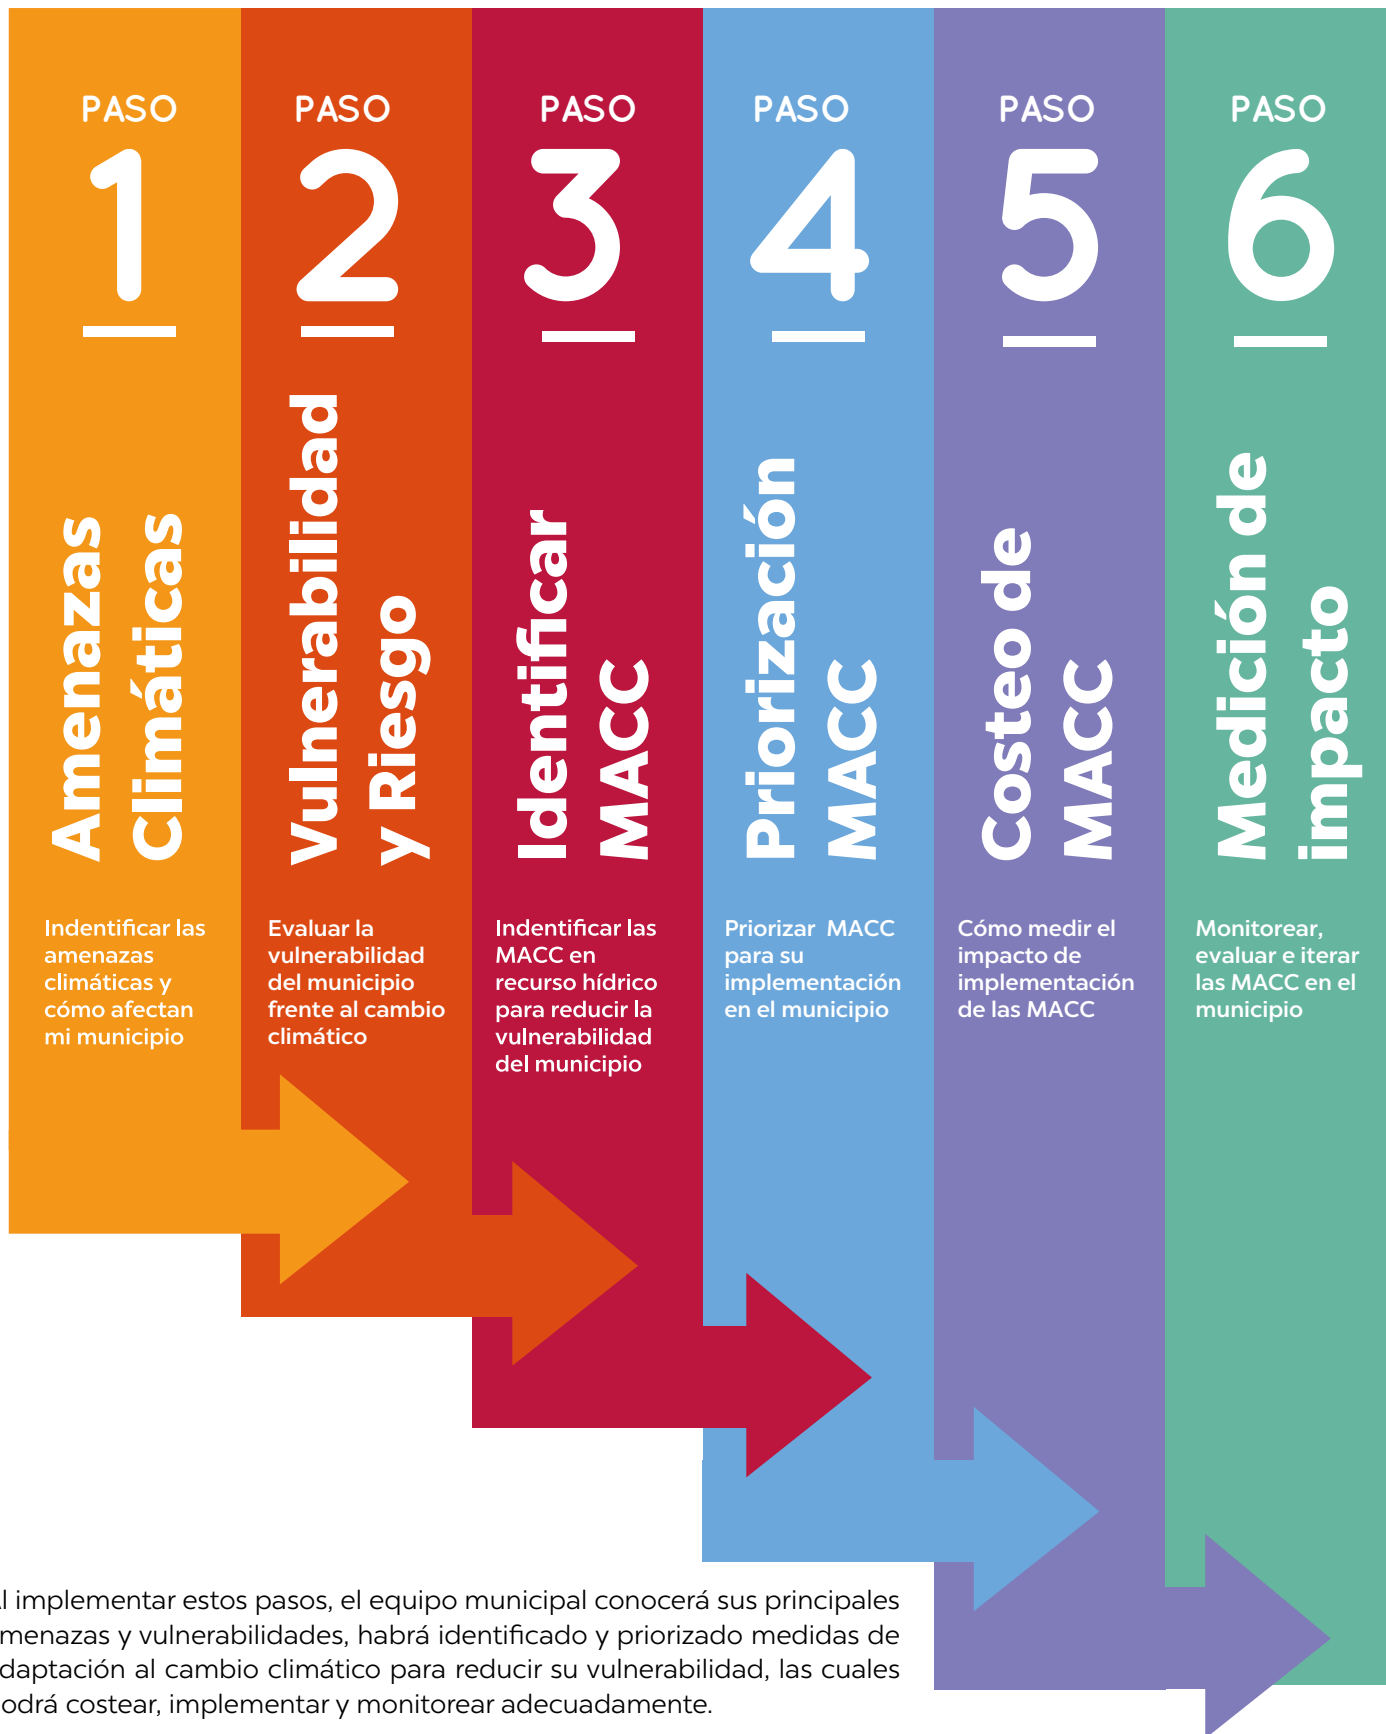 PASO
1
Amenazas
Climáticas
Indentificar las
amenazas
climáticas y
cómo afectan
mi municipio
PASO
2
Vulnerabilidad
y Riesgo
Evaluar la
vulnerabilidad
del municipio
frente al cambio
climático
PASO
3
Identificar
MACC
Indentificar las
MACC en
recurso hídrico
para reducir la
vulnerabilidad
del municipio
PASO
4
Priorización
MACC
Priorizar MACC
para su
implementación
en el municipio
PASO
5
Costeo de
MACC
Cómo medir el
impacto de
implementación
de las MACC
PASO
6
Medición de
impacto
Monitorear,
evaluar e iterar
las MACC en el
municipio
l implementar estos pasos, el equipo municipal conocerá sus principales
menazas y vulnerabilidades, habrá identificado y priorizado medidas de
daptación al cambio climático para reducir su vulnerabilidad, las cuales
odrá costear, implementar y monitorear adecuadamente.